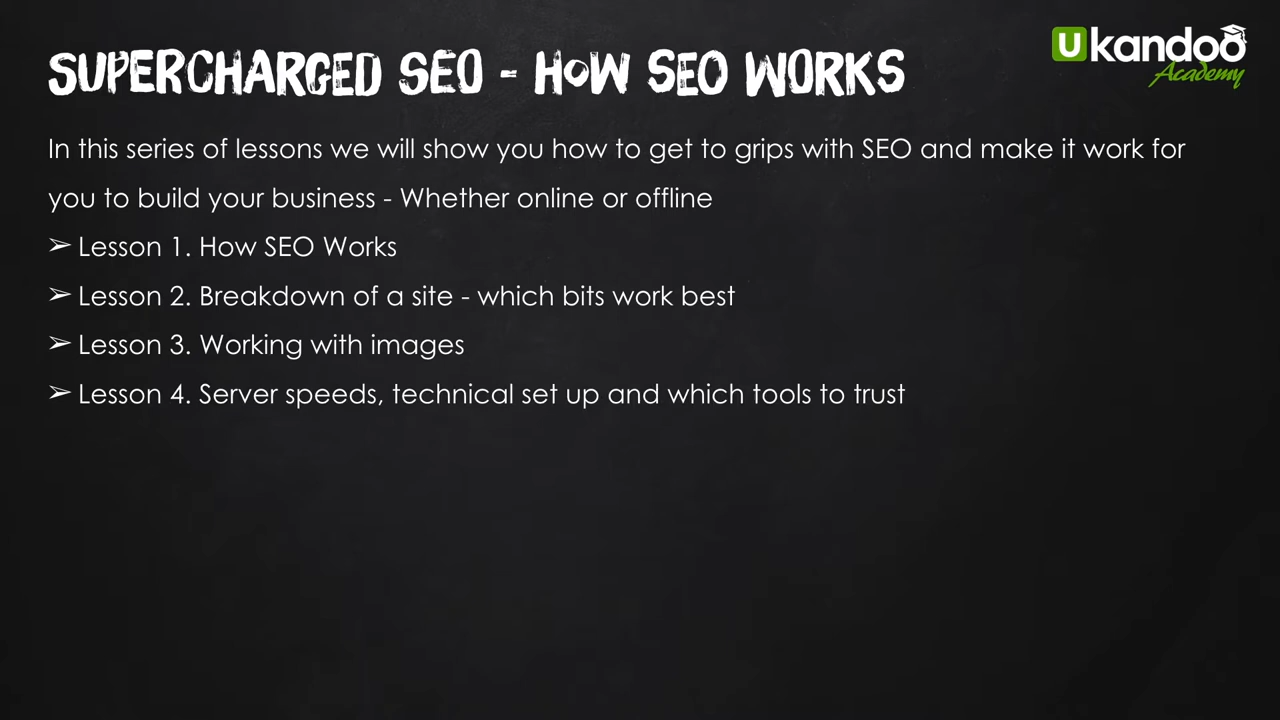 SUPERCHARGED SEO - HOW SEO WORKS
Ukandoo
Academy
In this series of lessons we will show you how to get to grips with SEO and make it work for
you to build your business - Whether online or offline
➢ Lesson 1. How SEO Works
➢ Lesson 2. Breakdown of a site - which bits work best
➢ Lesson 3. Working with images
➢ Lesson 4. Server speeds, technical set up and which tools to trust